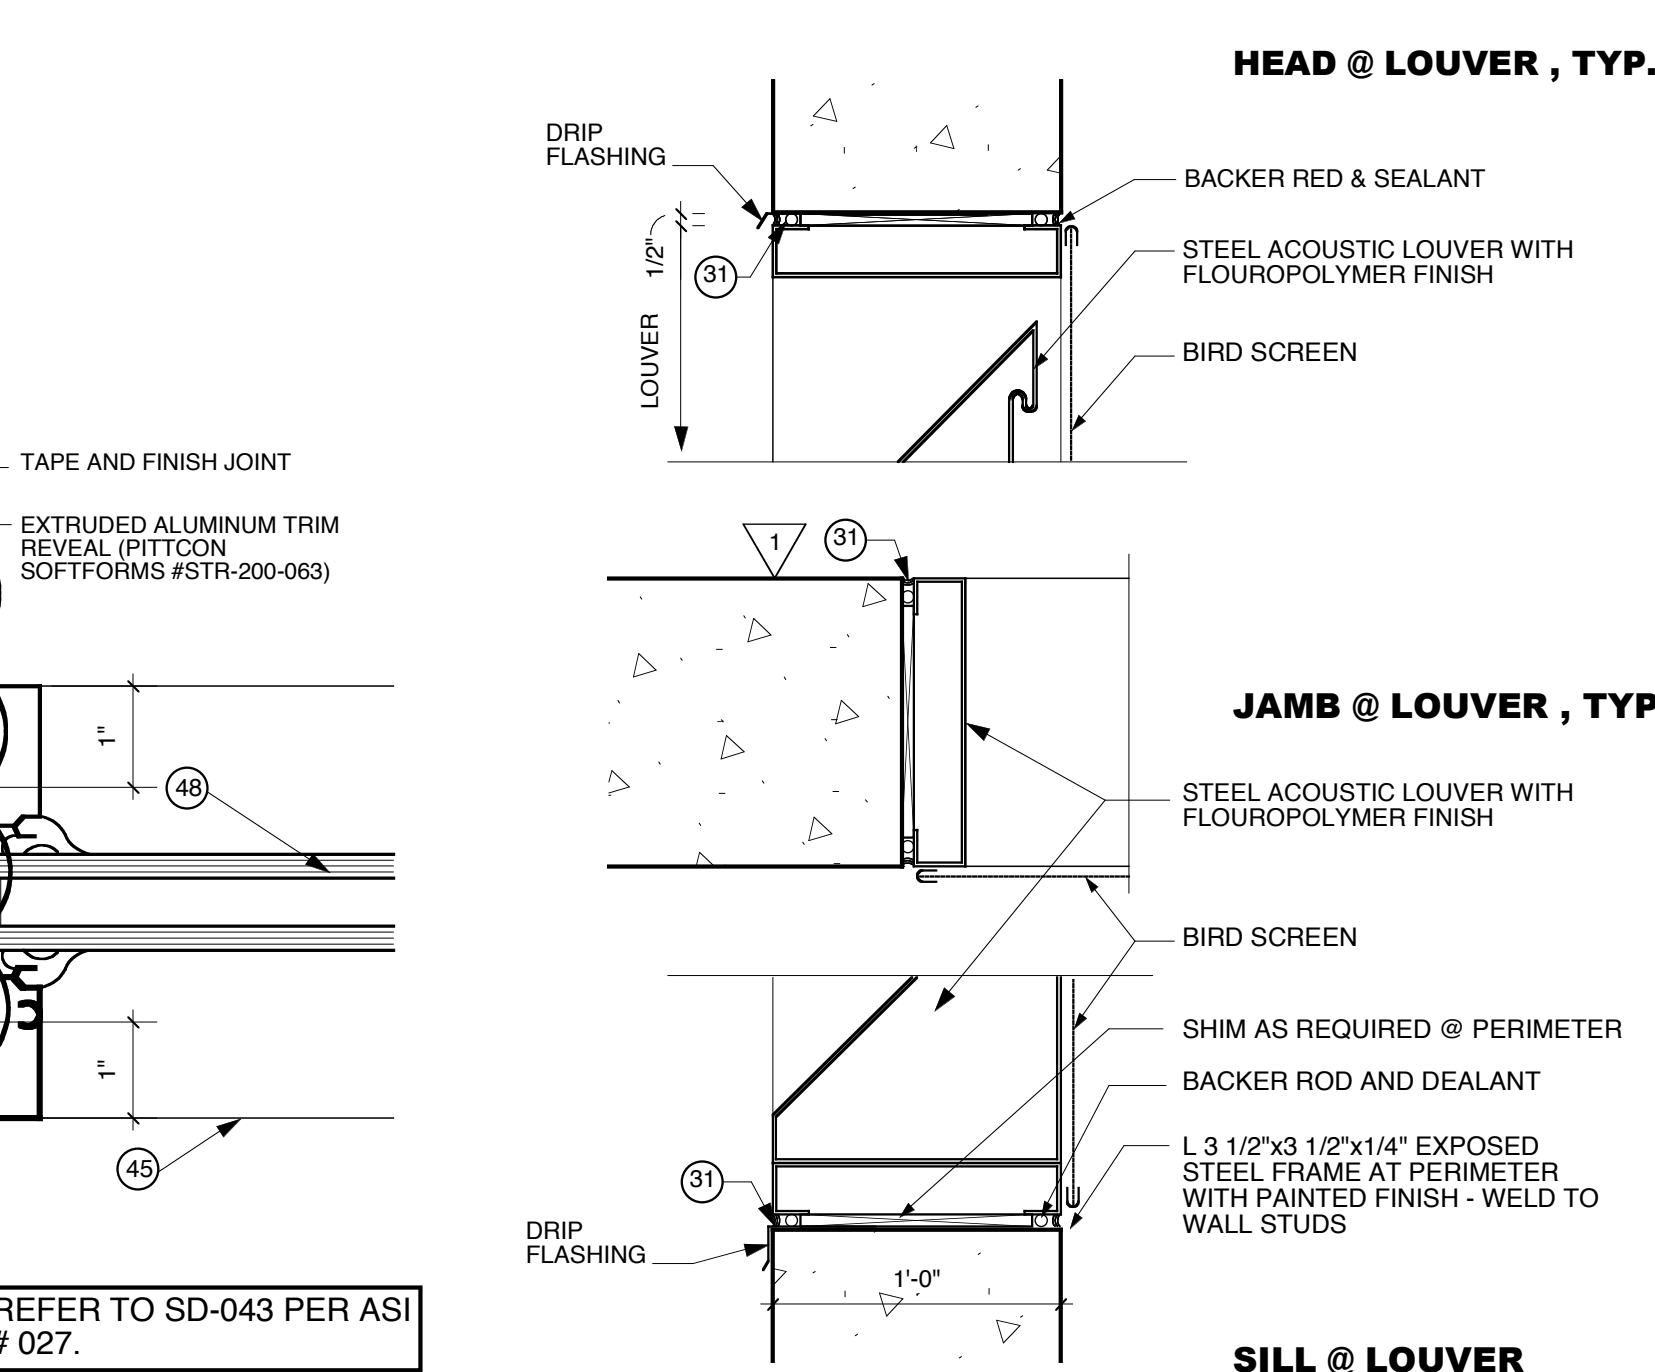 HEAD @ LOUVER , TYP.
DRIP
FLASHING
BACKER RED & SEALANT
1/2"
31
STEEL ACOUSTIC LOUVER WITH
FLOUROPOLYMER FINISH
LOUVER
BIRD SCREEN
TAPE AND FINISH JOINT
EXTRUDED ALUMINUM TRIM
REVEAL (PITTCON
SOFTFORMS #STR-200-063)
1
31
JAMB @ LOUVER , TYP
1"
48
STEEL ACOUSTIC LOUVER WITH
FLOUROPOLYMER FINISH
BIRD SCREEN
SHIM AS REQUIRED @ PERIMETER
1"
BACKER ROD AND DEALANT
45
31
L 3 1/2"x3 1/2"x1/4" EXPOSED
STEEL FRAME AT PERIMETER
WITH PAINTED FINISH - WELD TO
WALL STUDS
DRIP
FLASHING
1'-0"
REFER TO SD-043 PER ASI
# 027.
SILL @ LOUVER